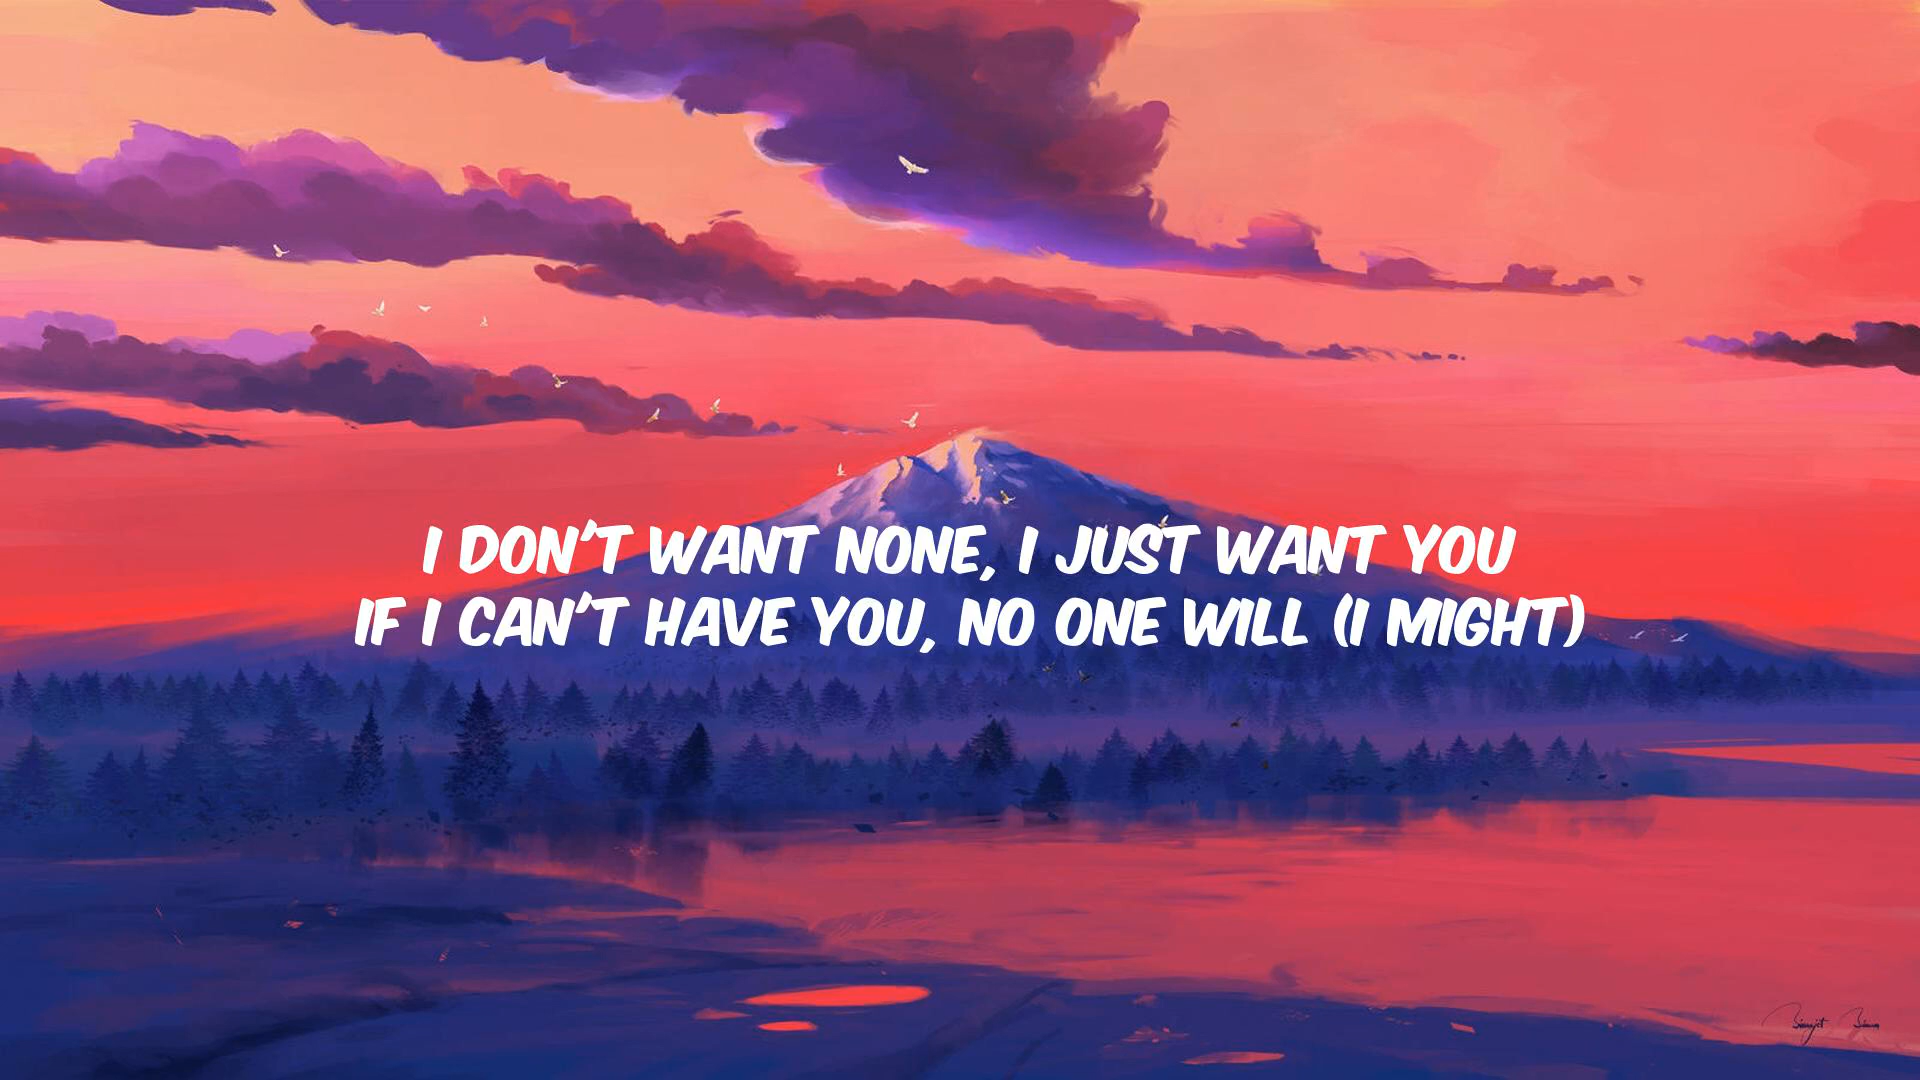 I DON'T WANT NONE, I JUST WANT YOU
IF I CAN'T HAVE YOU, NO ONE WILL (I MIGHT)